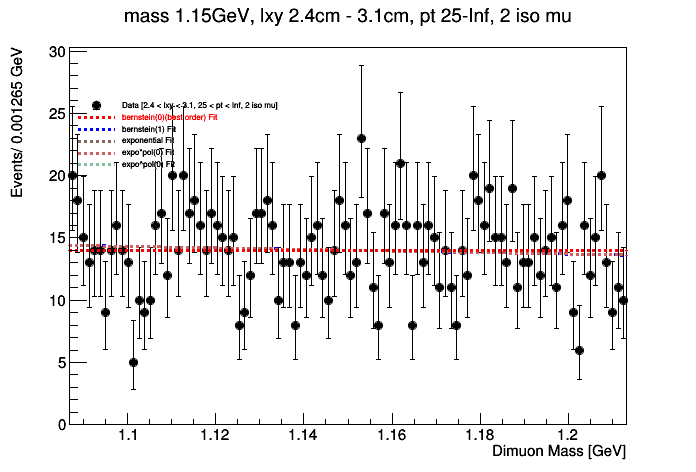 mass 1.15GeV, lxy 2.4cm - 3.1cm, pt 25-Inf, 2 iso mu
Events/ 0.001265 GeV
30
25
20
15
10
5
0
Data [2.4 < lxy < 3.1, 25 < pt < Inf, 2 iso mu]
bernstein(0)(best order) Fit
bernstein(1) Fit
exponential Fit
expo*pol(0) Fit
expo*pol(0) Fit
1.1 1.12 1.14 1.16 1.18 1.2
Dimuon Mass [GeV]